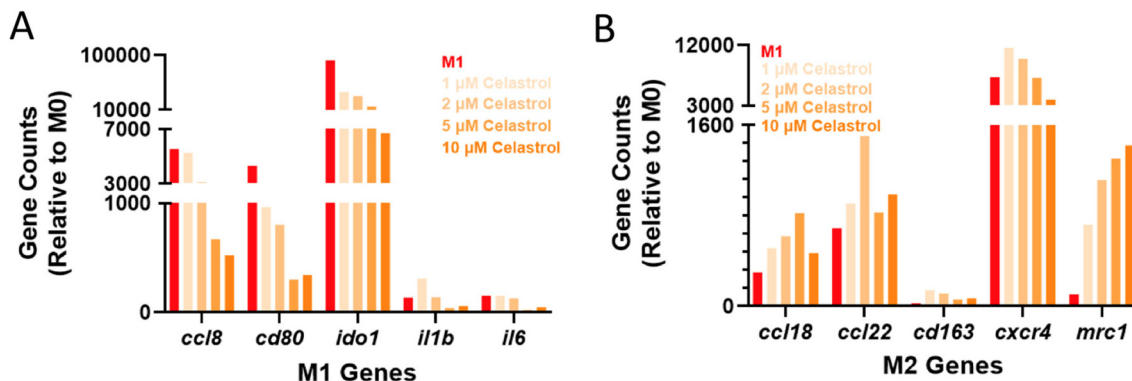 A
Gene Counts
(Relative to M0)
100000
10000
7000
3000
1000
0
M1
1 µM Celastrol
2 µM Celastrol
5 µM Celastrol
10 µM Celastrol
ccl8 cd80 ido1 il1b il6
M1 Genes
B
Gene Counts
(Relative to M0)
12000
3000
1600
0
M1
1 µM Celastrol
2 µM Celastrol
5 µM Celastrol
10 µM Celastrol
ccl18 ccl22 cd163 cxcr4 mrc1
M2 Genes